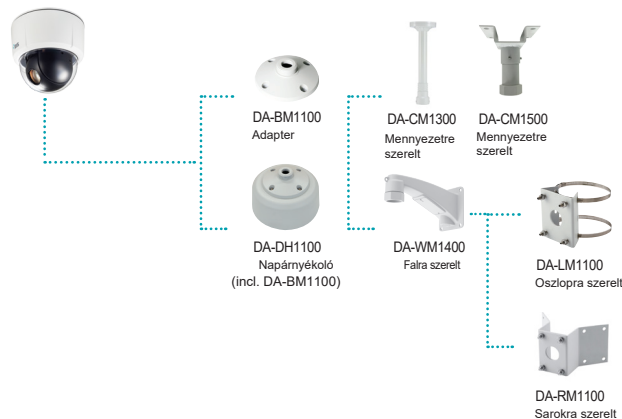 DA-BM1100
Adapter
DA-CM1300
Mennyezetre
szerelt
DA-CM1500
Mennyezetre
szerelt
DA-DH1100
Napárnyékoló
(incl. DA-BM1100)
DA-WM1400
Falra szerelt
DA-LM1100
Oszlopra szerelt
DA-RM1100
Sarokra szerelt